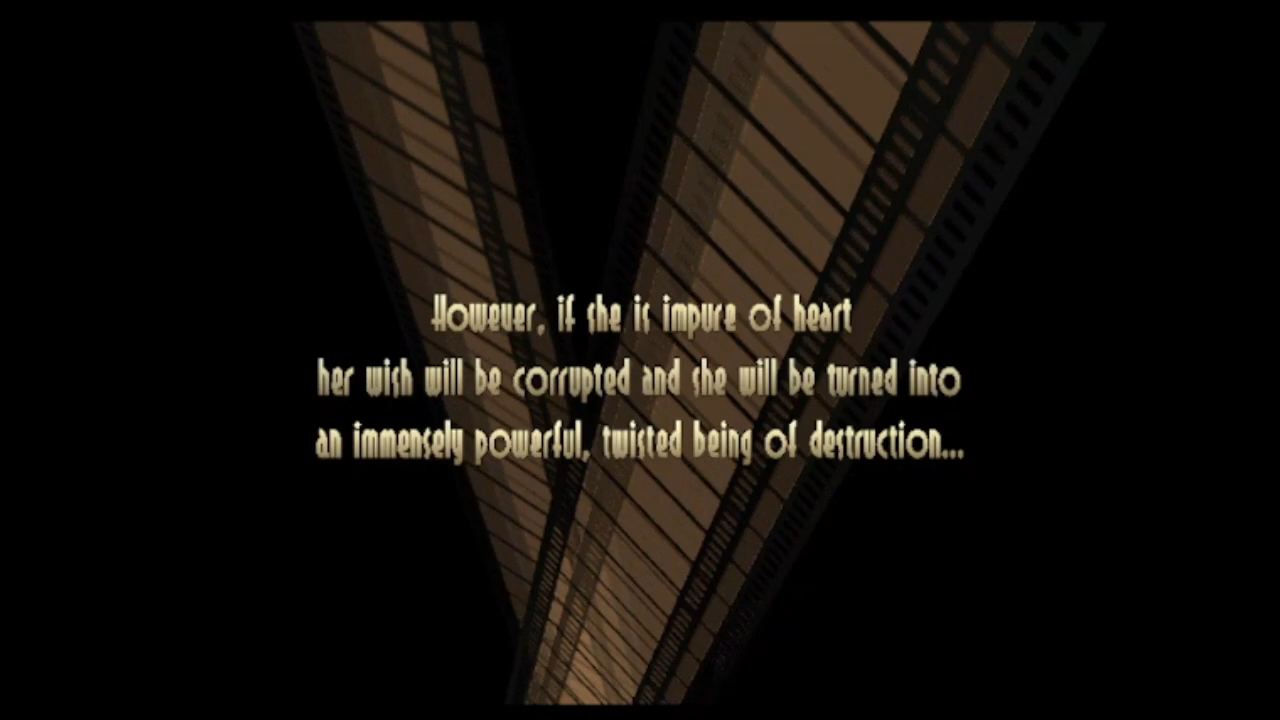 However, if she is impure of heart
her wish will be corrupted and she will be turned into
an immensely powerful, twisted being of destruction...